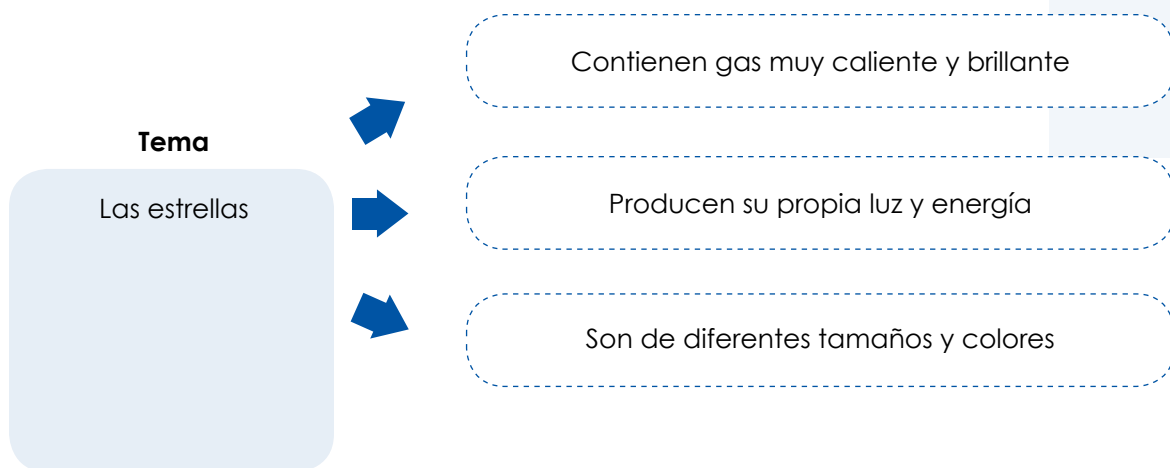 Contienen gas muy caliente y brillante
Tema
Las estrellas
Producen su propia luz y energía
Son de diferentes tamaños y colores